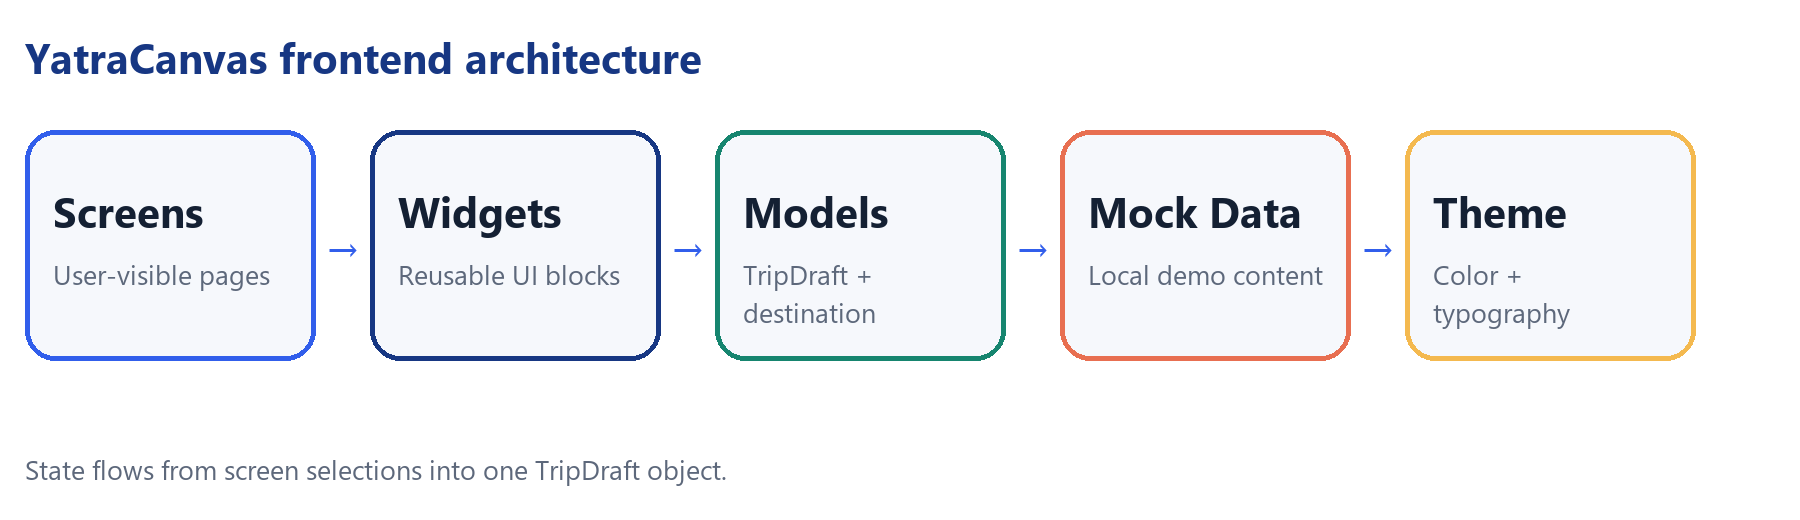 YatraCanvas frontend architecture
Screens
User-visible pages
→
Widgets
Reusable UI blocks
→
Models
TripDraft +
destination
→
Mock Data
Local demo content
→
Theme
Color +
typography
State flows from screen selections into one TripDraft object.